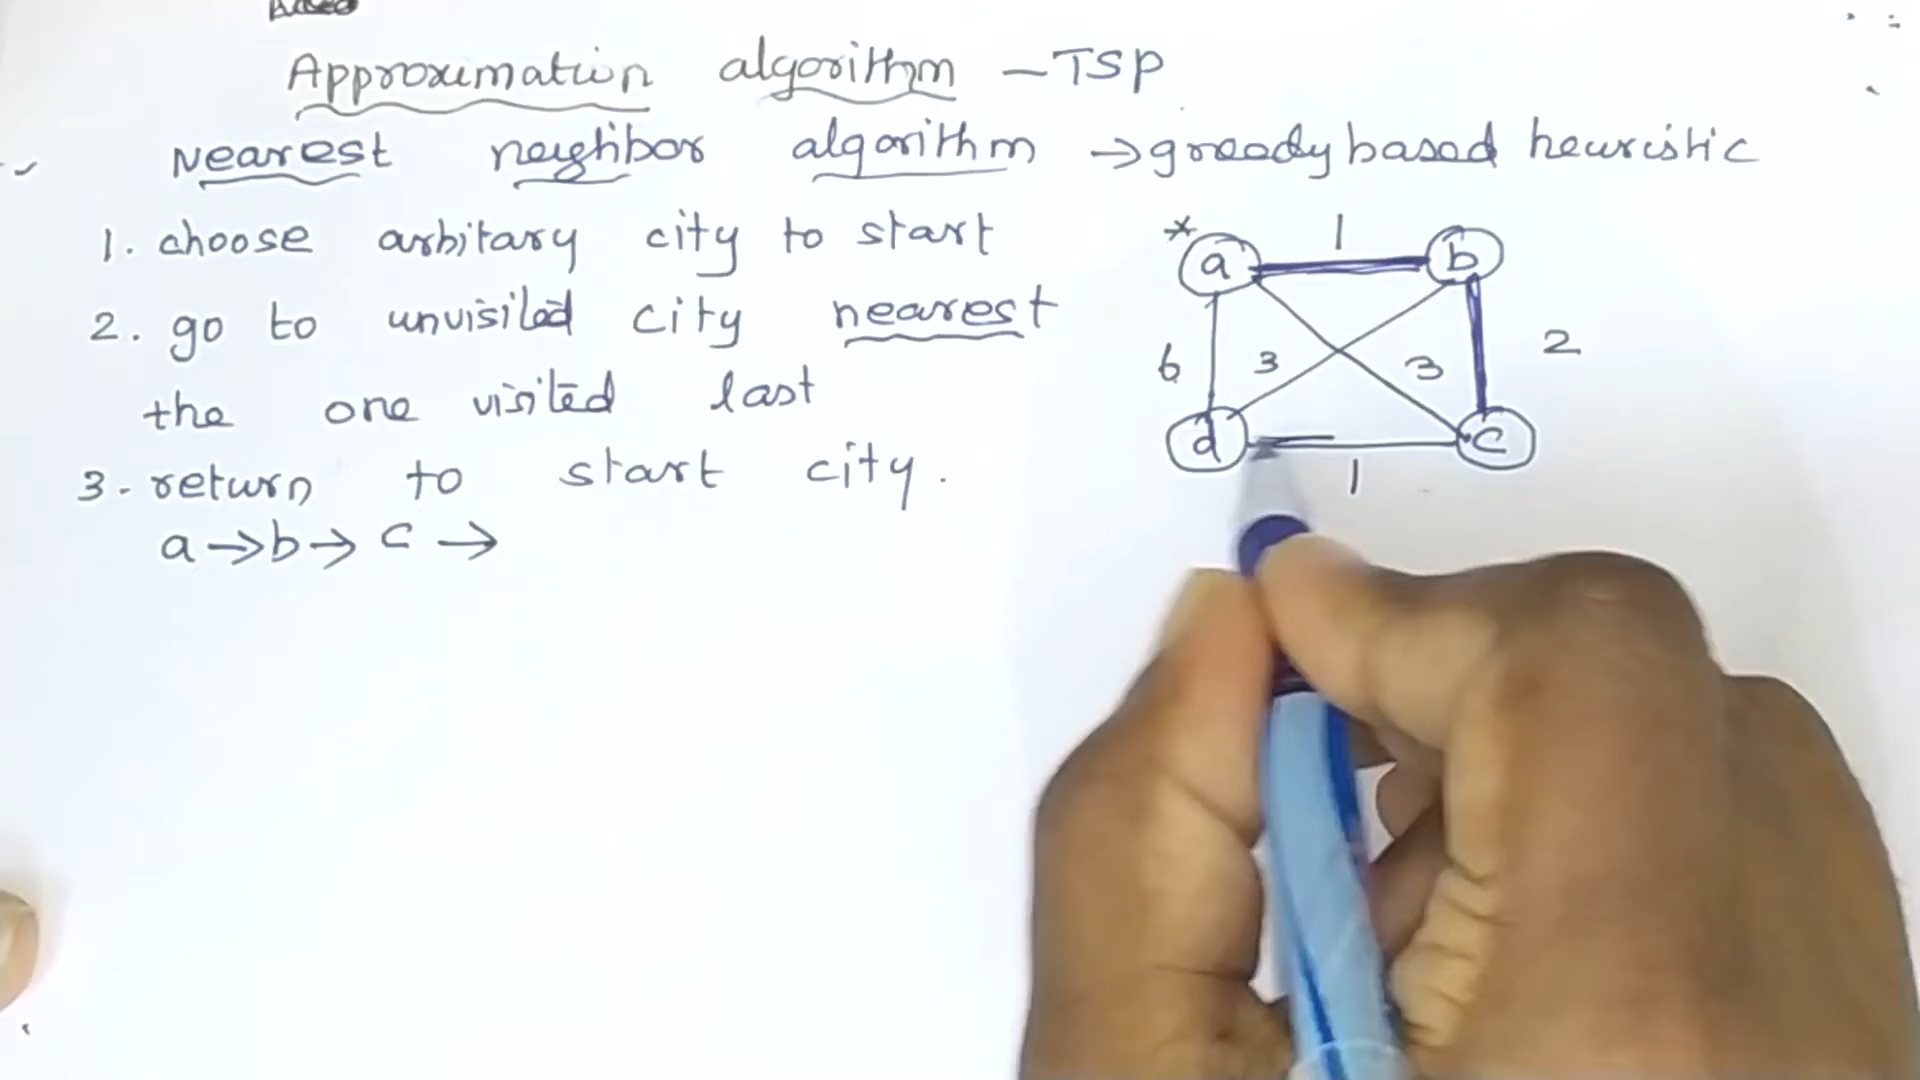 Approximation algorithm - TSP
Nearest neighbor algorithm → greedy based heuristic
1. choose arbitary city to start
2. go to unvisited city nearest
the one visited last
3. return to start city.
a → b → c →
* a 1 b
6 3 3 2
d 1 c